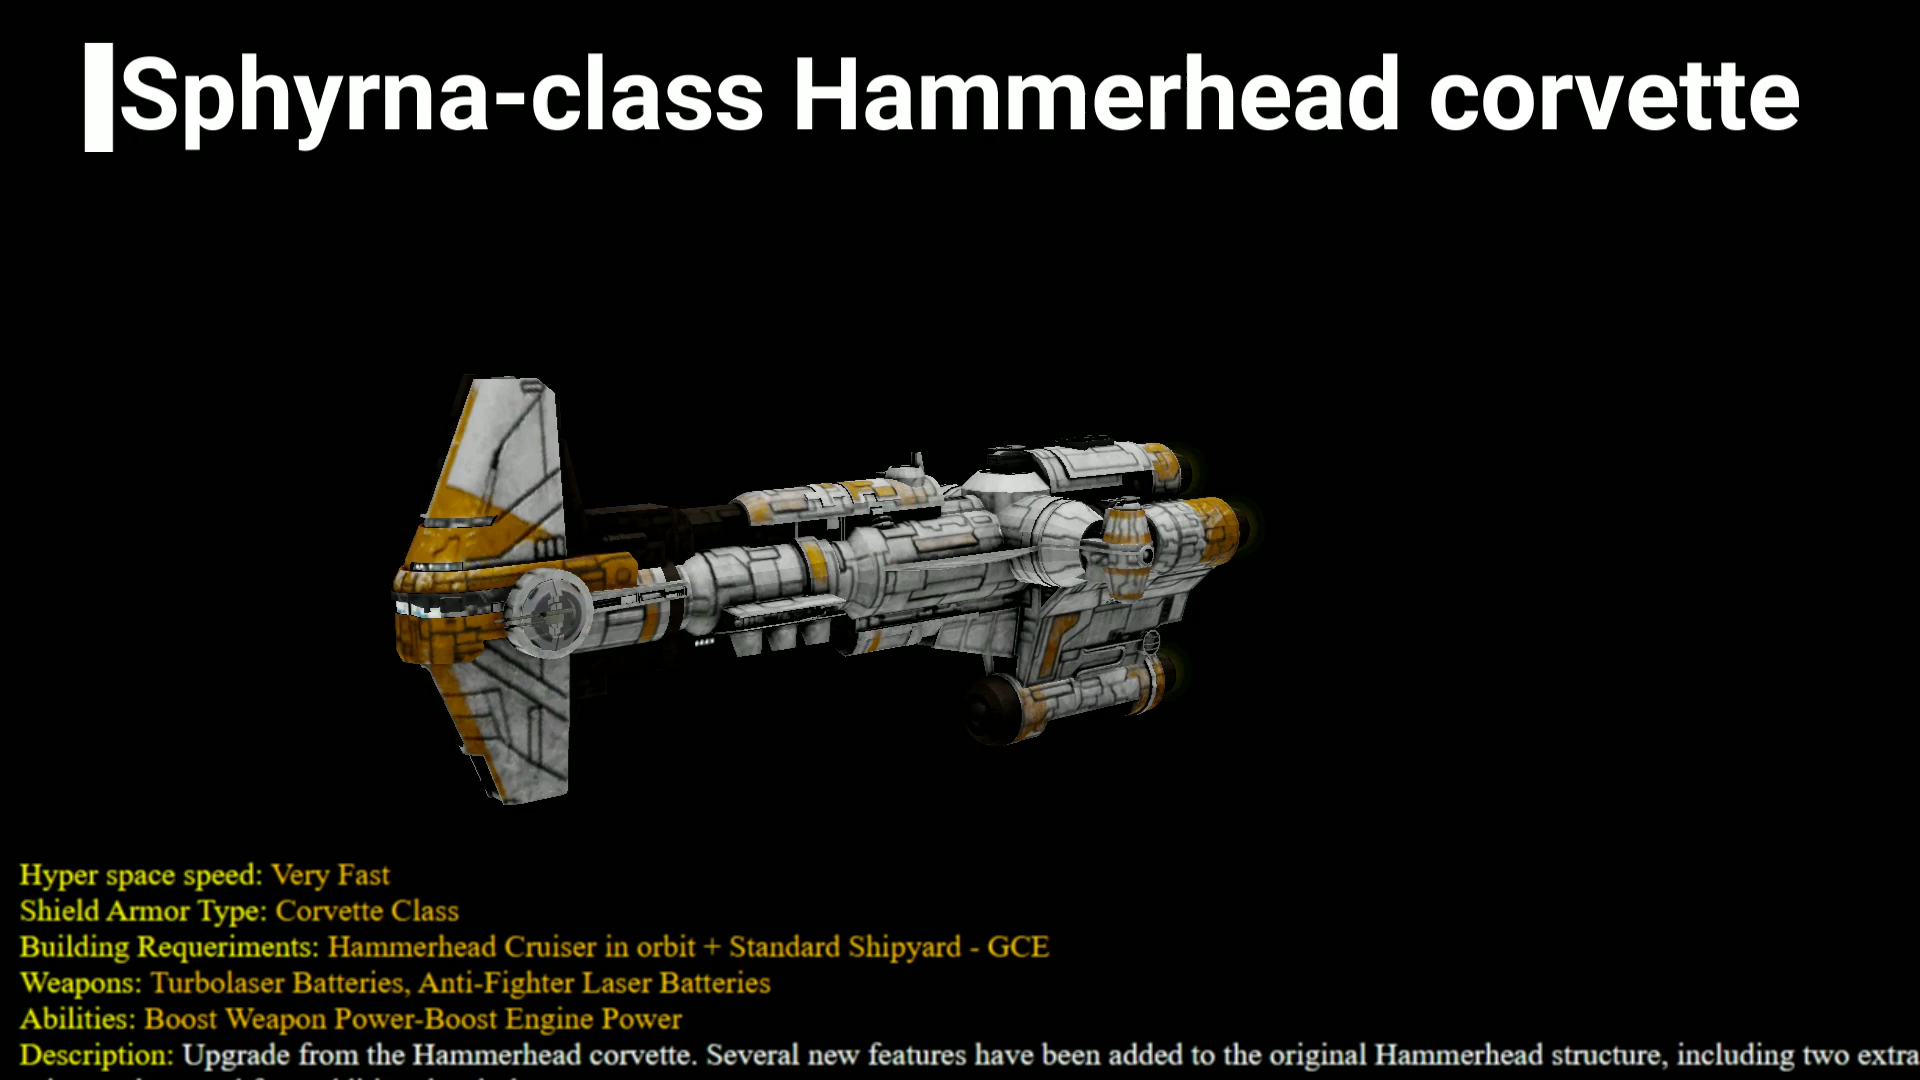 Sphyrna-class Hammerhead corvette
Hyper space speed: Very Fast
Shield Armor Type: Corvette Class
Building Requeriments: Hammerhead Cruiser in orbit + Standard Shipyard - GCE
Weapons: Turbolaser Batteries, Anti-Fighter Laser Batteries
Abilities: Boost Weapon Power-Boost Engine Power
Description: Upgrade from the Hammerhead corvette. Several new features have been added to the original Hammerhead structure, including two extra